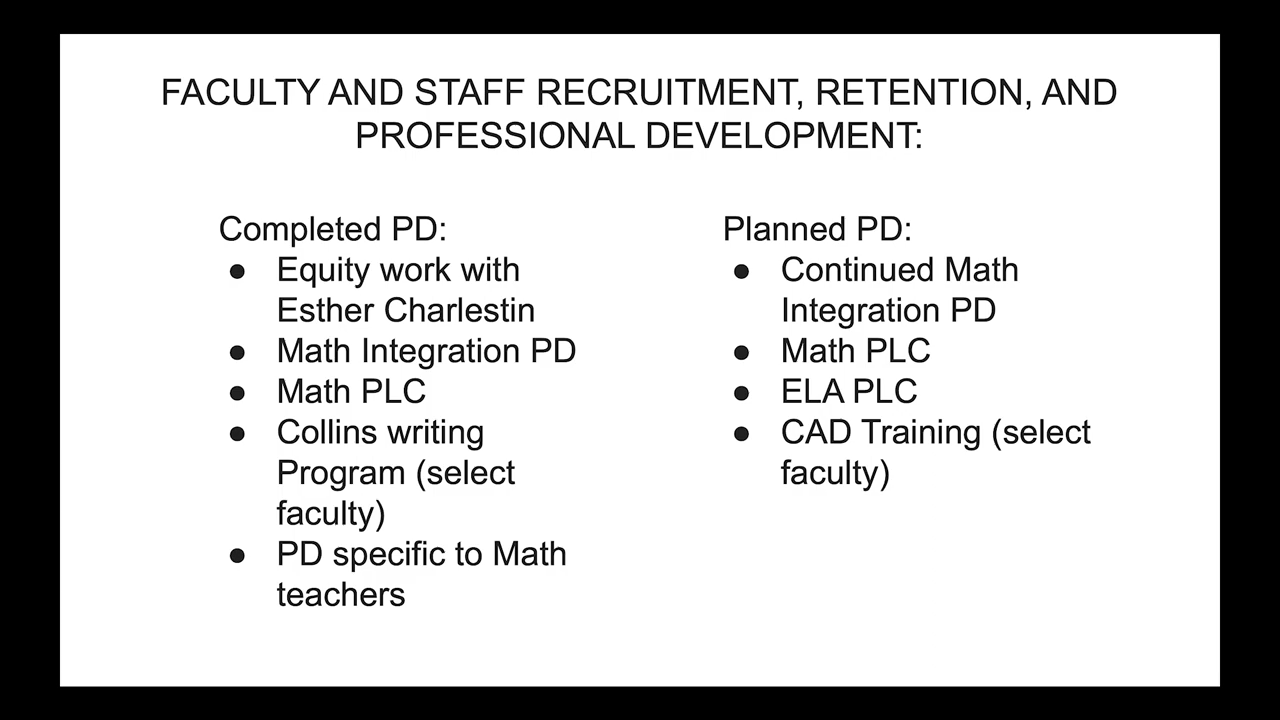 FACULTY AND STAFF RECRUITMENT, RETENTION, AND
PROFESSIONAL DEVELOPMENT:
Completed PD:
● Equity work with
Esther Charlestin
● Math Integration PD
● Math PLC
● Collins writing
Program (select
faculty)
● PD specific to Math
teachers
Planned PD:
● Continued Math
Integration PD
● Math PLC
● ELA PLC
● CAD Training (select
faculty)